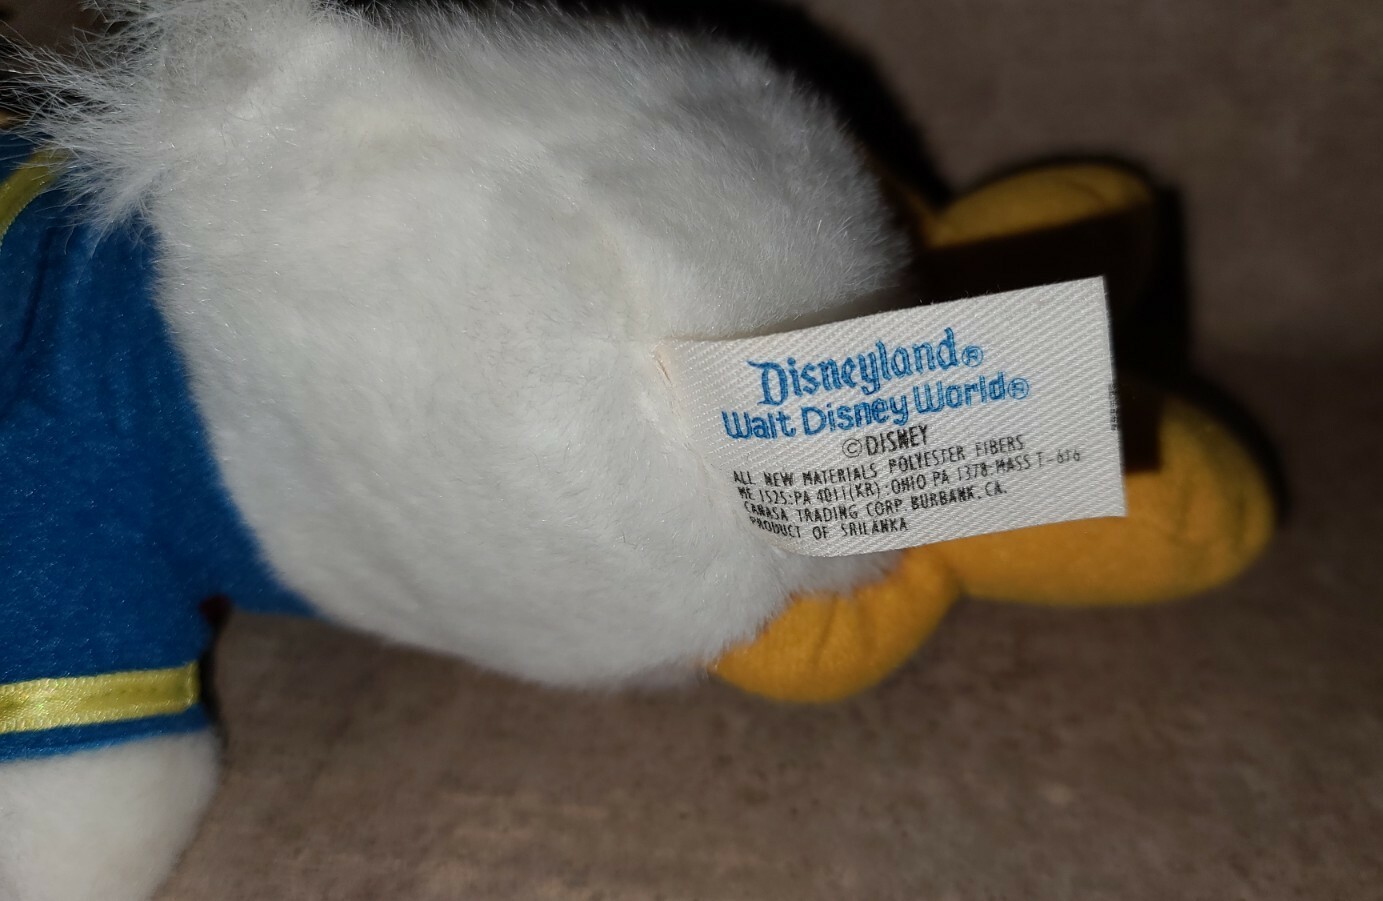 Disneyland®
Walt Disney World®
©DISNEY
ALL NEW MATERIALS POLYESTER FIBERS
ME 1525·PA 4011(KR)·OHIO PA 1378·MASS T-676
CANASA TRADING CORP BURBANK, CA.
PRODUCT OF SRILANKA